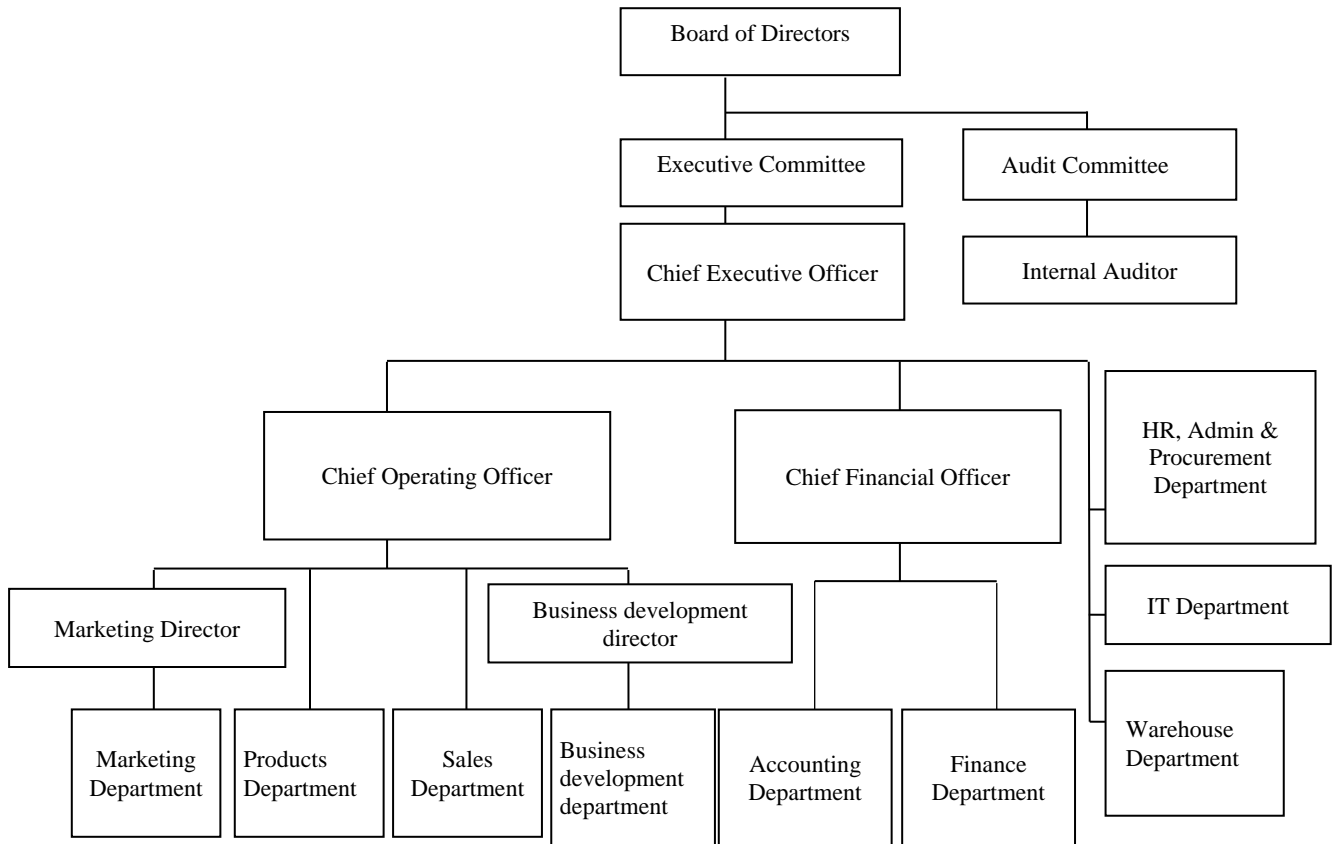 Board of Directors
Executive Committee
Audit Committee
Chief Executive Officer
Internal Auditor
Chief Operating Officer
Chief Financial Officer
HR, Admin &
Procurement
Department
Marketing Director
Business development
director
IT Department
Marketing
Department
Products
Department
Sales
Department
Business
development
department
Accounting
Department
Finance
Department
Warehouse
Department